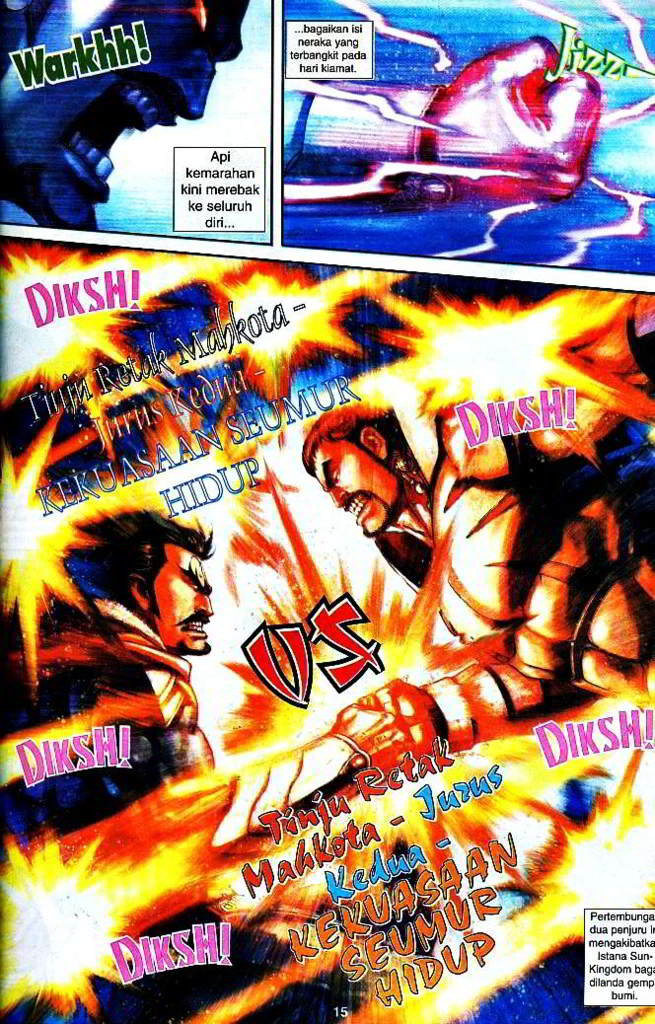 Warkhh!
Api
kemarahan
kini merebak
ke seluruh
diri...
...bagaikan isi
neraka yang
terbangkit pada
hari kiamat.
Jizz
DIKSH!
Tinju Retak Mahkota -
Jurus Kedua -
KEKUASAAN SEUMUR
HIDUP
DIKSH!
VS
DIKSH!
DIKSH!
Tinju Retak
Mahkota - Jurus
Kedua -
KEKUASAAN
SEUMUR
HIDUP
DIKSH!
Pertembunga
dua penjuru i
mengakibatka
Istana Sun-
Kingdom baga
dilanda gemp
bumi.
15